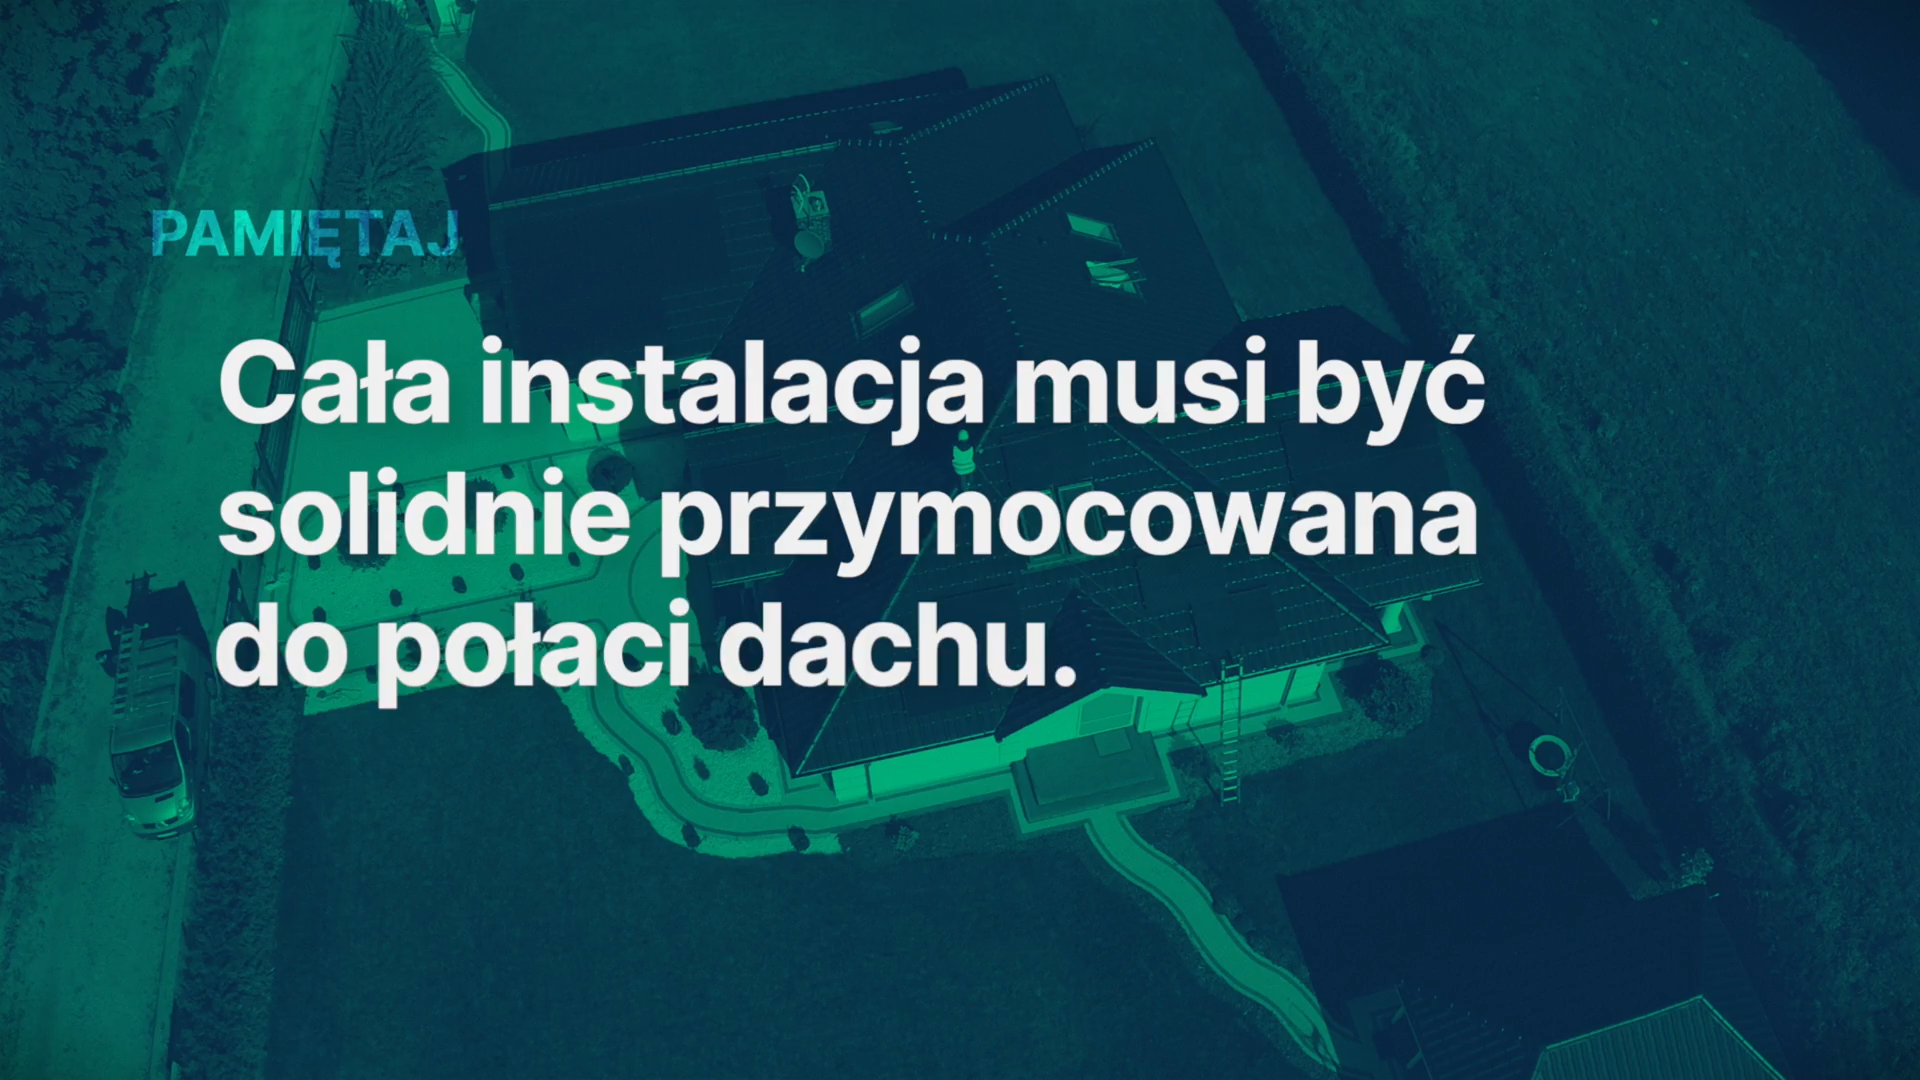 PAMIĘTAJ
Cała instalacja musi być
solidnie przymocowana
do połaci dachu.